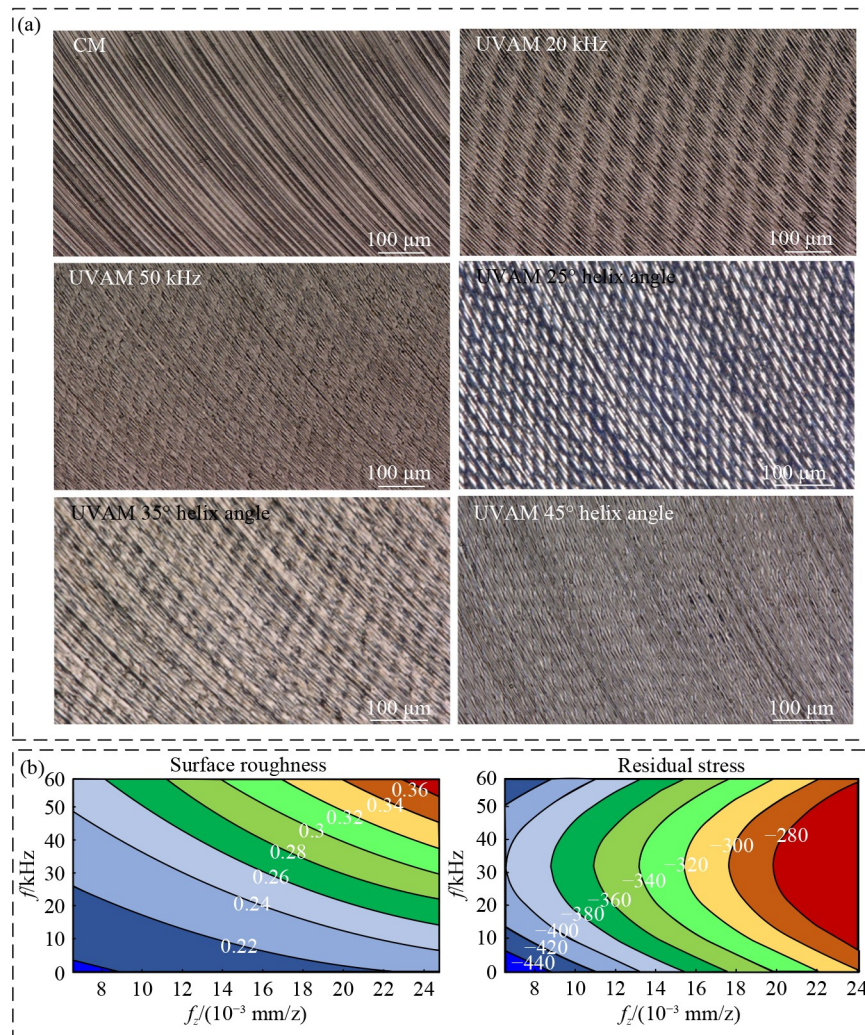 (a)
CM
UVAM 20 kHz
100 μm
100 μm
UVAM 50 kHz
UVAM 25° helix angle
100 μm
100 μm
UVAM 35° helix angle
UVAM 45° helix angle
100 μm
100 μm
(b)
Surface roughness
60
50
40
30
20
10
0
f/kHz
0.36
0.34
0.32
0.3
0.28
0.26
0.24
0.22
8 10 12 14 16 18 20 22 24
f_z/(10⁻³ mm/z)
Residual stress
60
50
40
30
20
10
0
f/kHz
−280
−300
−320
−340
−360
−380
−400
−420
−440
8 10 12 14 16 18 20 22 24
f_z/(10⁻³ mm/z)